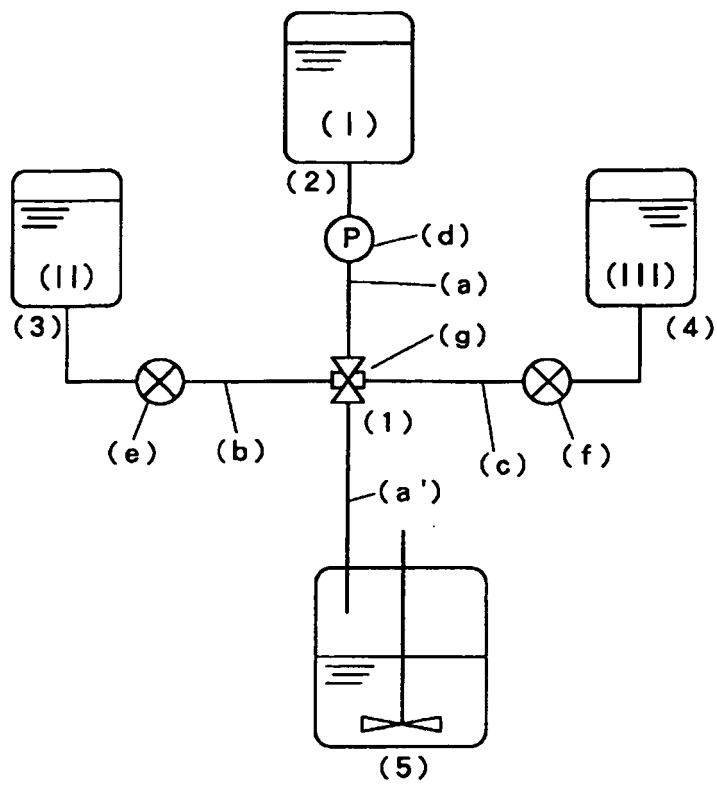 (I)
(2)
P
(d)
(a)
(II)
(3)
(III)
(4)
(g)
(1)
(e)
(b)
(c)
(f)
(a')
(5)